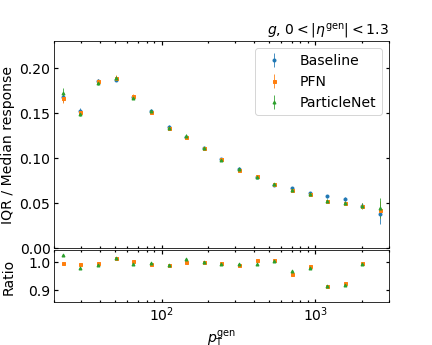 g, 0 < |η^gen| < 1.3
Baseline
PFN
ParticleNet
IQR / Median response
0.20
0.15
0.10
0.05
0.00
Ratio
1.0
0.9
10^2
10^3
p_T^gen